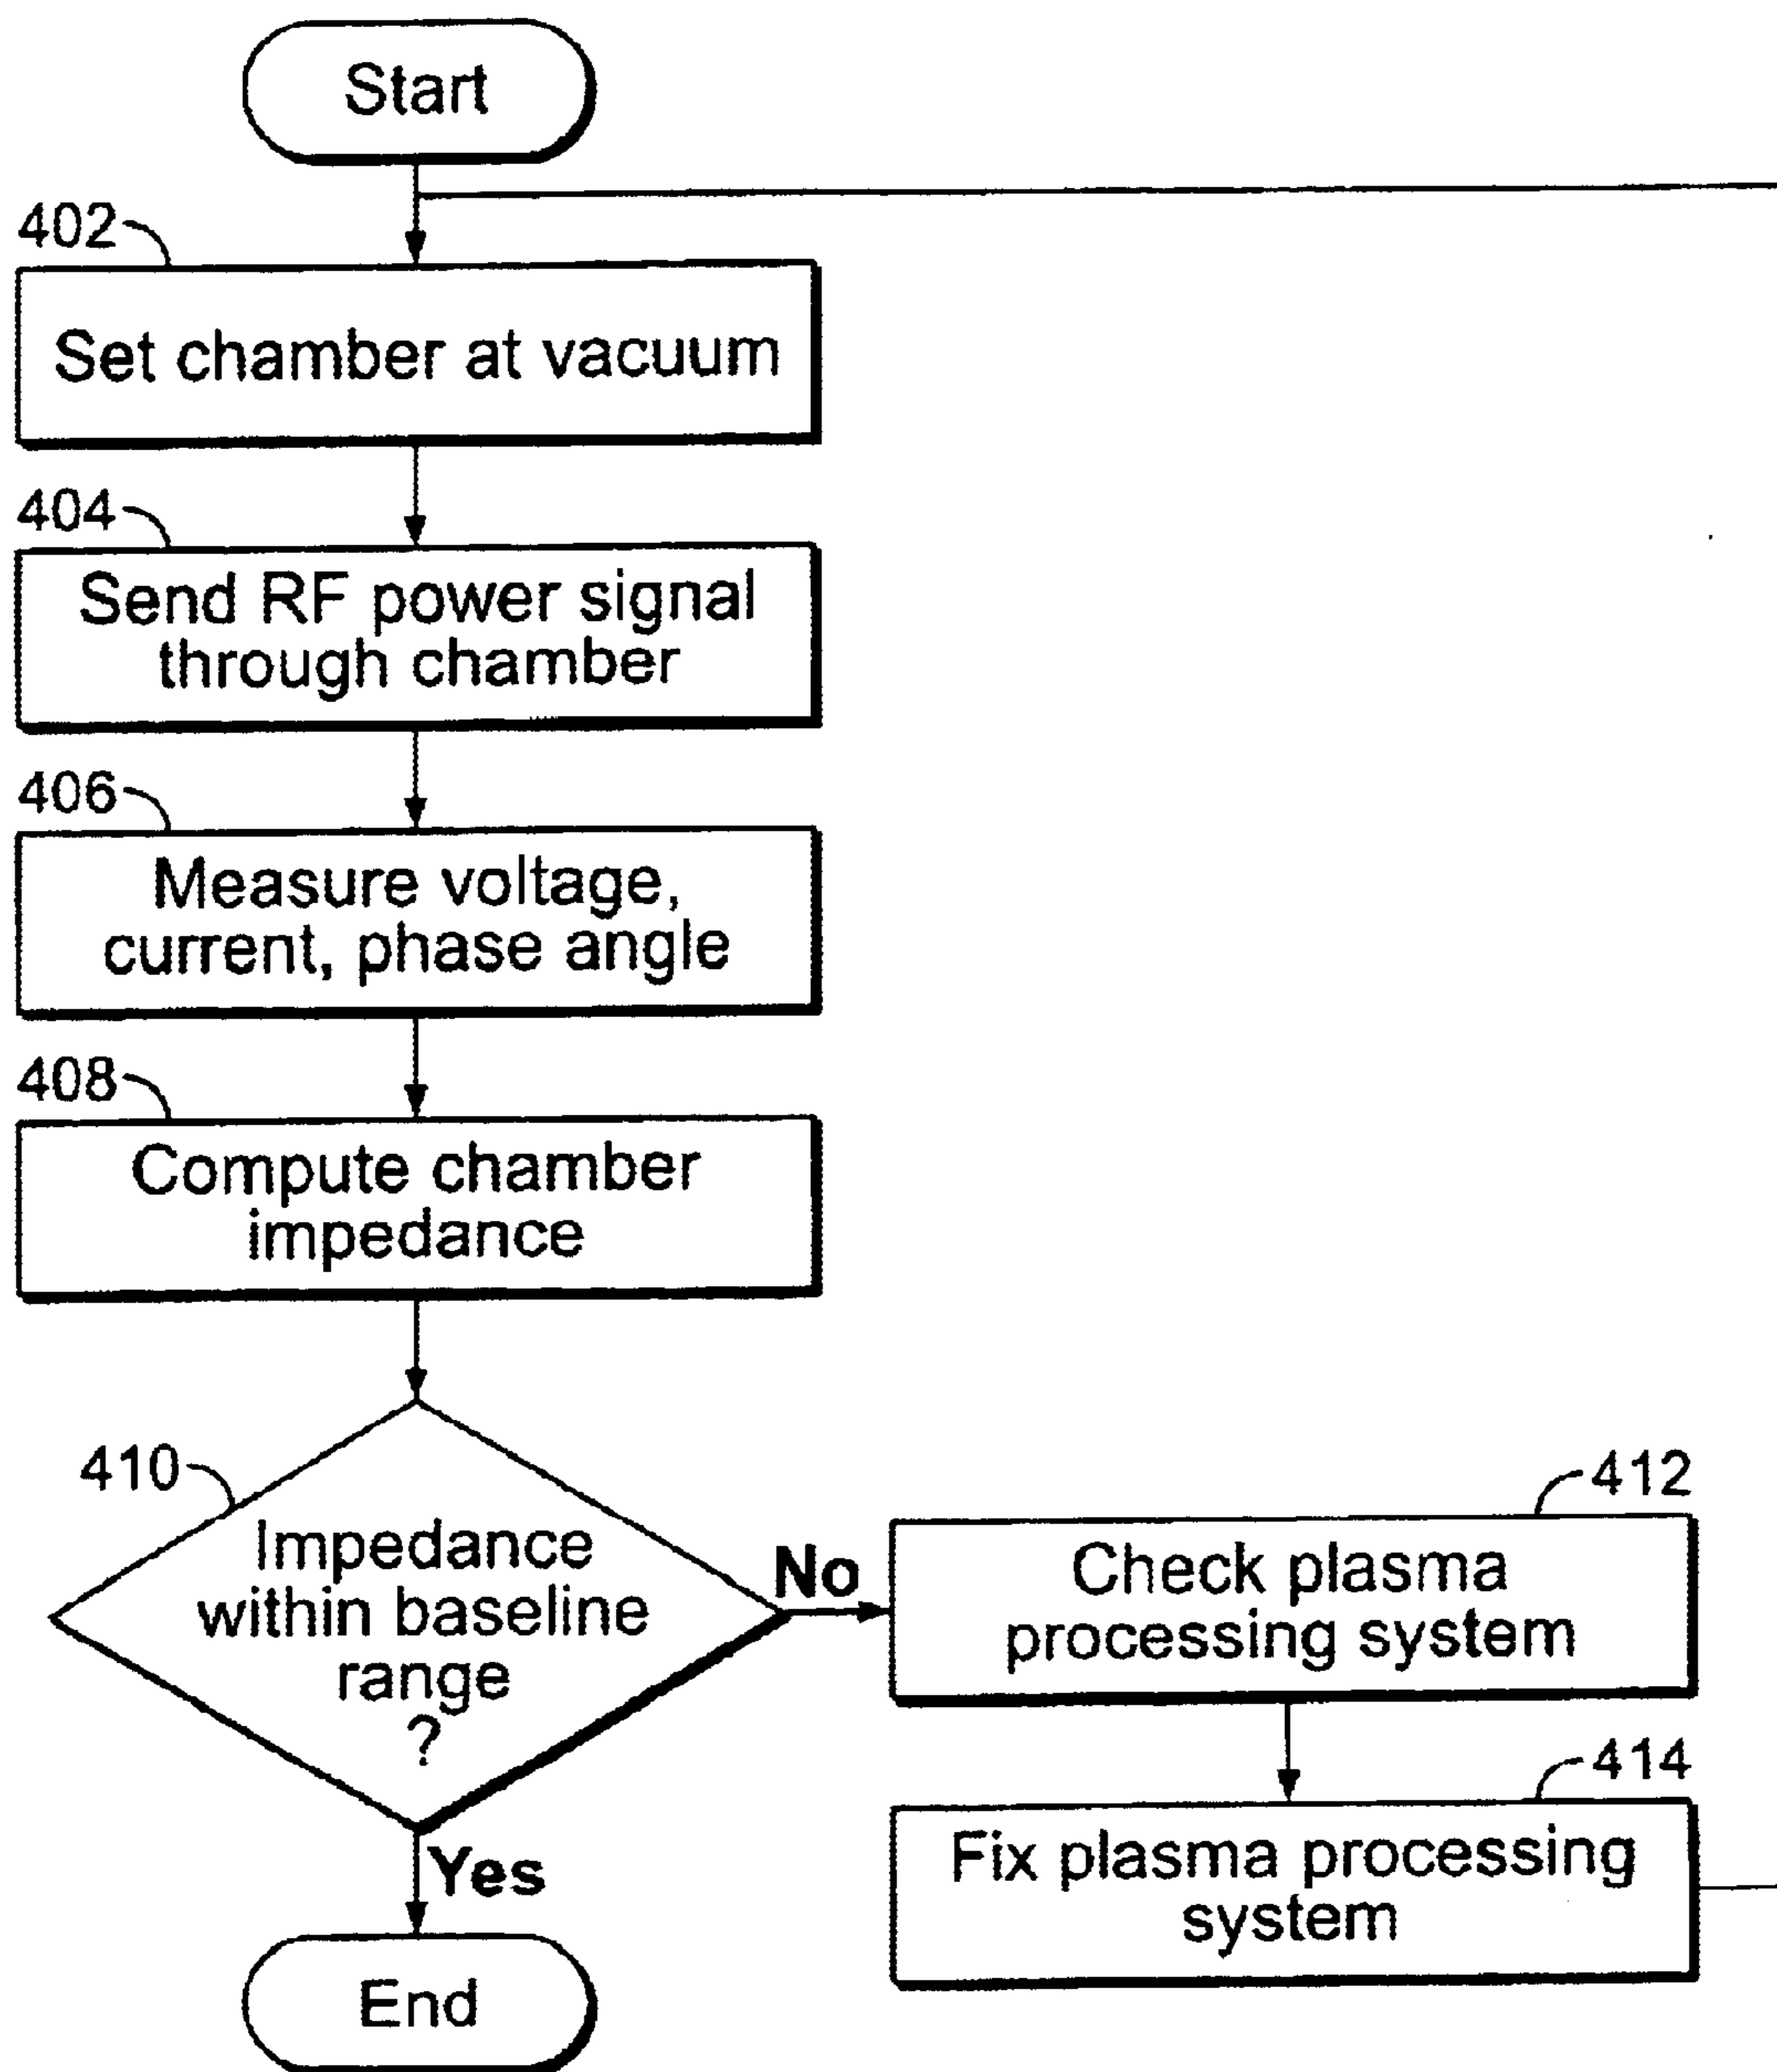 Start
402
Set chamber at vacuum
404
Send RF power signal
through chamber
406
Measure voltage,
current, phase angle
408
Compute chamber
impedance
410
Impedance
within baseline
range
?
No
412
Check plasma
processing system
414
Fix plasma processing
system
Yes
End